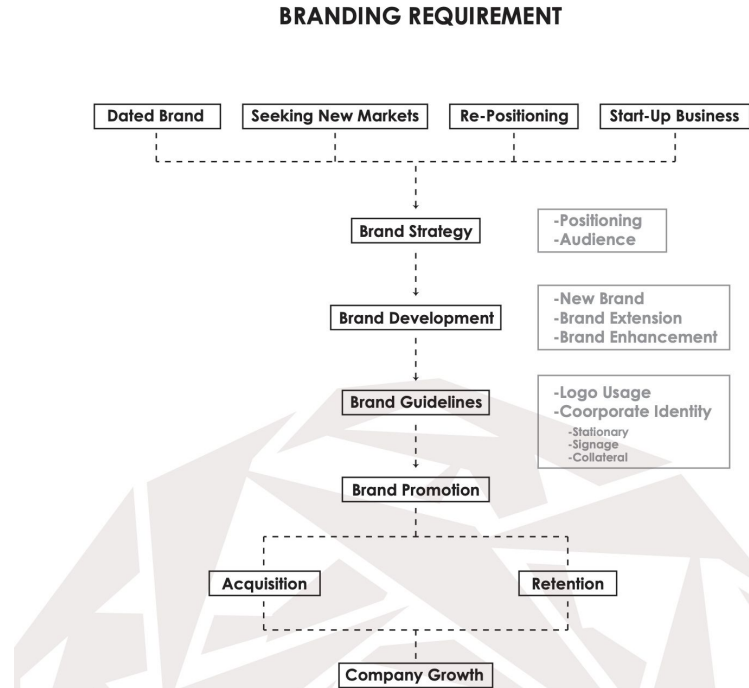 BRANDING REQUIREMENT
Dated Brand
Seeking New Markets
Re-Positioning
Start-Up Business
Brand Strategy
-Positioning
-Audience
Brand Development
-New Brand
-Brand Extension
-Brand Enhancement
Brand Guidelines
-Logo Usage
-Coorporate Identity
-Stationary
-Signage
-Collateral
Brand Promotion
Acquisition
Retention
Company Growth